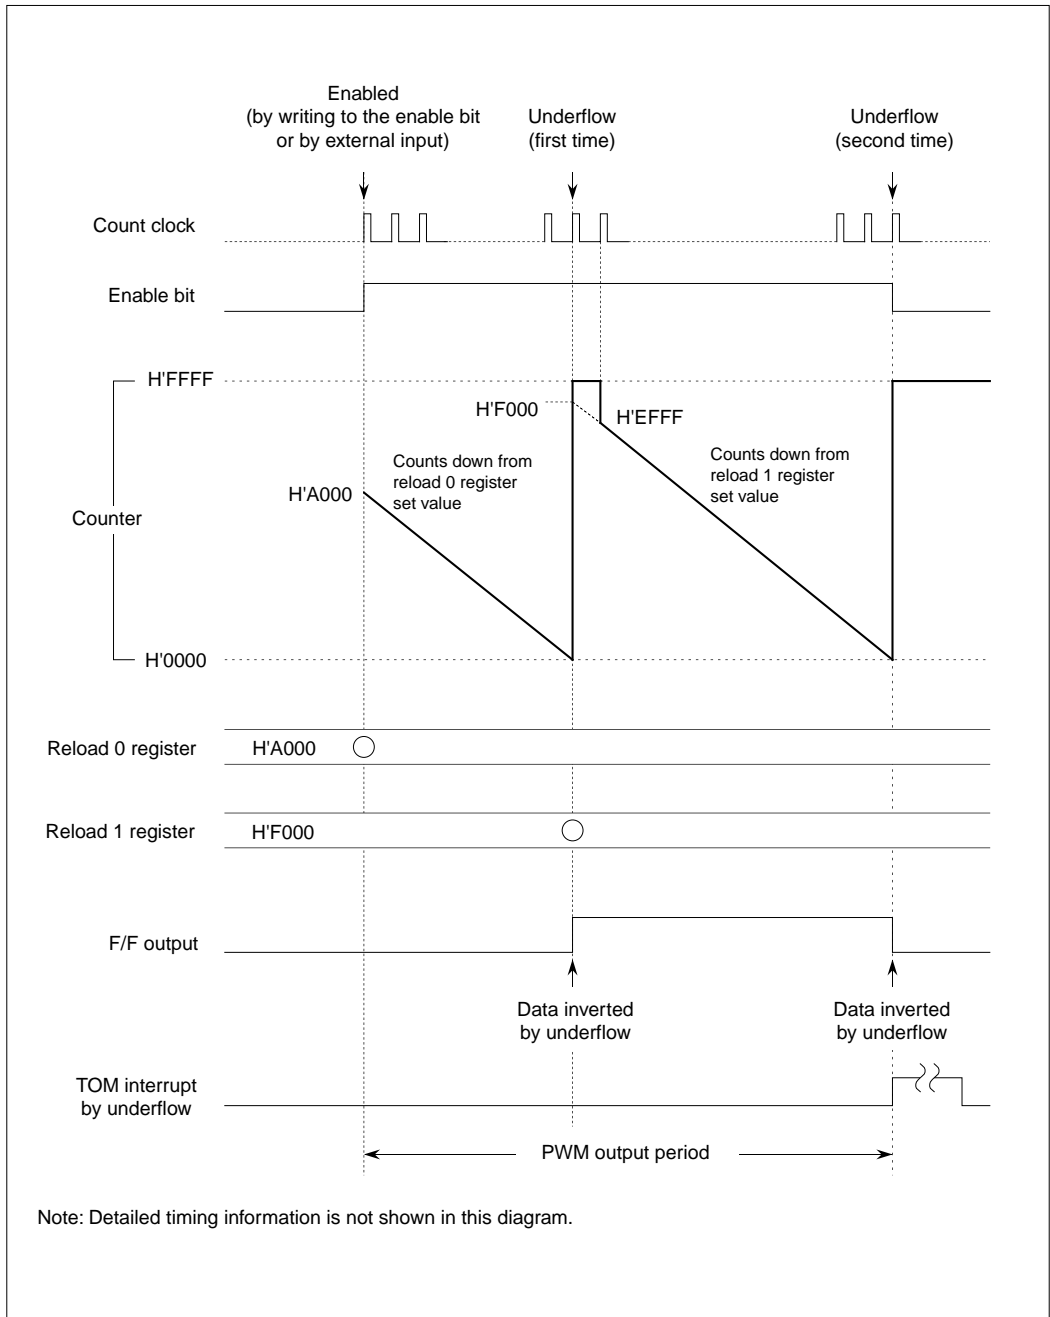 Enabled
(by writing to the enable bit
or by external input)
Underflow
(first time)
Underflow
(second time)
Count clock
Enable bit
H'FFFF
H'F000
H'EFFF
Counts down from
reload 0 register
set value
Counts down from
reload 1 register
set value
H'A000
Counter
H'0000
Reload 0 register
H'A000
Reload 1 register
H'F000
F/F output
Data inverted
by underflow
Data inverted
by underflow
TOM interrupt
by underflow
PWM output period
Note: Detailed timing information is not shown in this diagram.